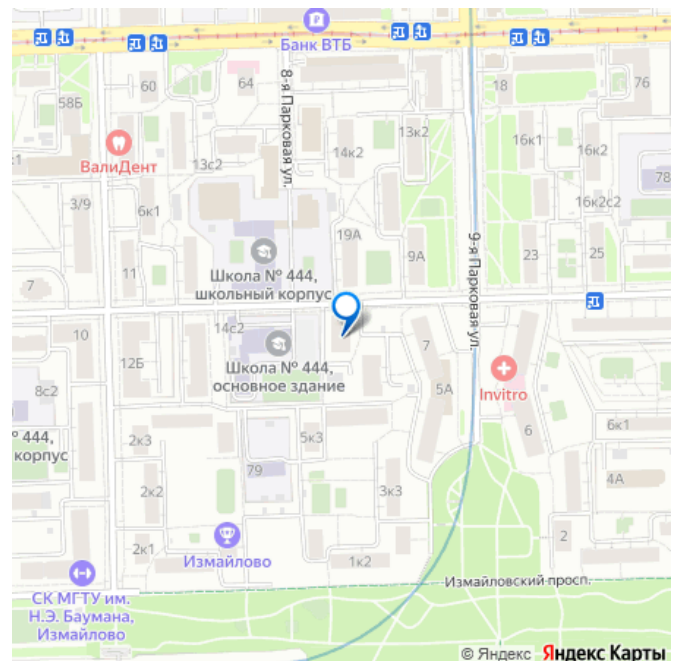 Банк ВТБ
60
64
18
76
58Б
8-я Парковая ул.
13к2
к1
ВалиДент
14к2
16к1
16к2
13с2
78
3/9
6к1
16к2с2
19А
9А
23
25
9-я Парковая ул.
7
11
Школа № 444,
школьный корпус
10
14с2
12Б
Школа № 444,
основное здание
7
5А
Invitro
8с2
° 444,
корпус
2к3
5к3
6
6к1
79
2к2
3к3
4А
2к1
Измайлово
1к2
2
Измайловский просп.
СК МГТУ им.
Н.Э. Баумана,
Измайлово
© Яндекс Яндекс Карты